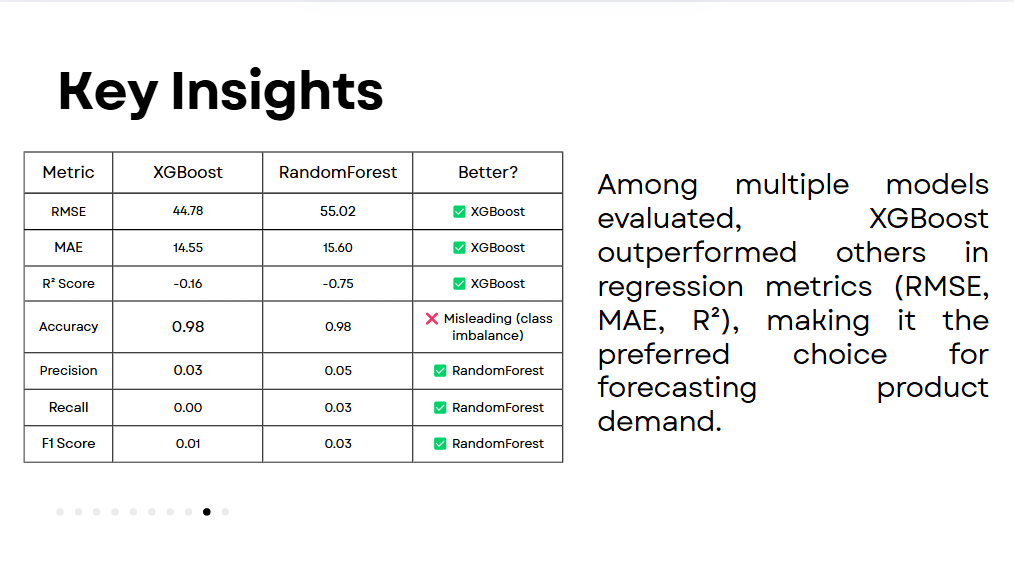 Key Insights
Metric XGBoost RandomForest Better?
RMSE 44.78 55.02 ✅ XGBoost
MAE 14.55 15.60 ✅ XGBoost
R² Score -0.16 -0.75 ✅ XGBoost
Accuracy 0.98 0.98 ❌ Misleading (class
imbalance)
Precision 0.03 0.05 ✅ RandomForest
Recall 0.00 0.03 ✅ RandomForest
F1 Score 0.01 0.03 ✅ RandomForest
Among multiple models
evaluated, XGBoost
outperformed others in
regression metrics (RMSE,
MAE, R²), making it the
preferred choice for
forecasting product
demand.